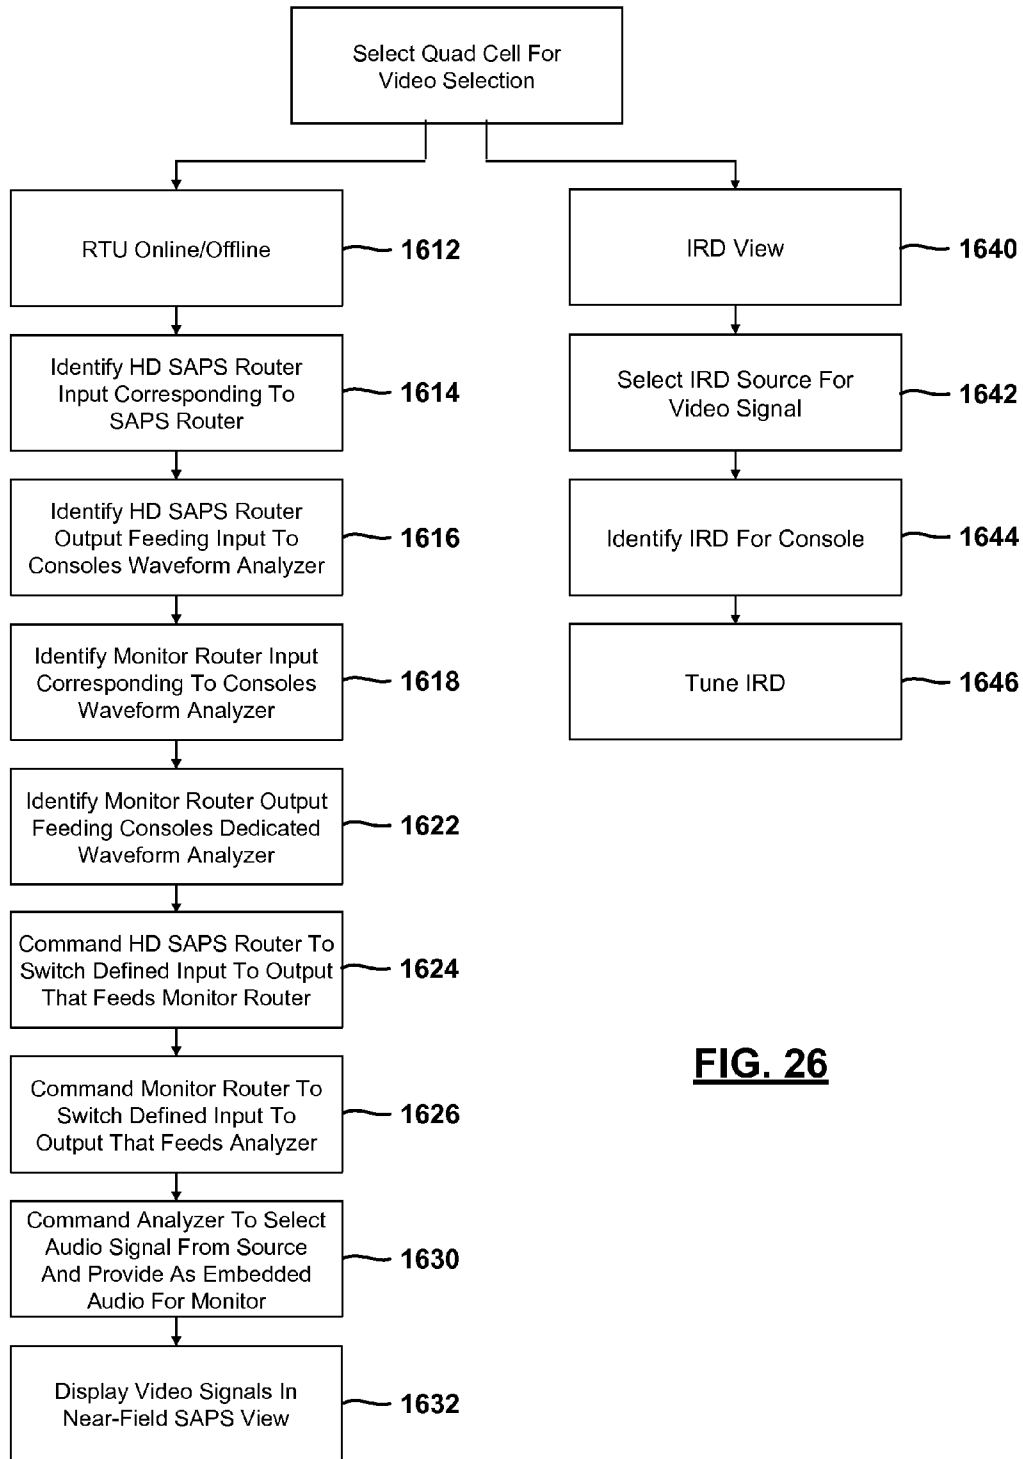 Select Quad Cell For
Video Selection
RTU Online/Offline
1612
Identify HD SAPS Router
Input Corresponding To
SAPS Router
1614
Identify HD SAPS Router
Output Feeding Input To
Consoles Waveform Analyzer
1616
Identify Monitor Router Input
Corresponding To Consoles
Waveform Analyzer
1618
Identify Monitor Router Output
Feeding Consoles Dedicated
Waveform Analyzer
1622
Command HD SAPS Router To
Switch Defined Input To Output
That Feeds Monitor Router
1624
Command Monitor Router To
Switch Defined Input To
Output That Feeds Analyzer
1626
Command Analyzer To Select
Audio Signal From Source
And Provide As Embedded
Audio For Monitor
1630
Display Video Signals In
Near-Field SAPS View
1632
IRD View
1640
Select IRD Source For
Video Signal
1642
Identify IRD For Console
1644
Tune IRD
1646
FIG. 26